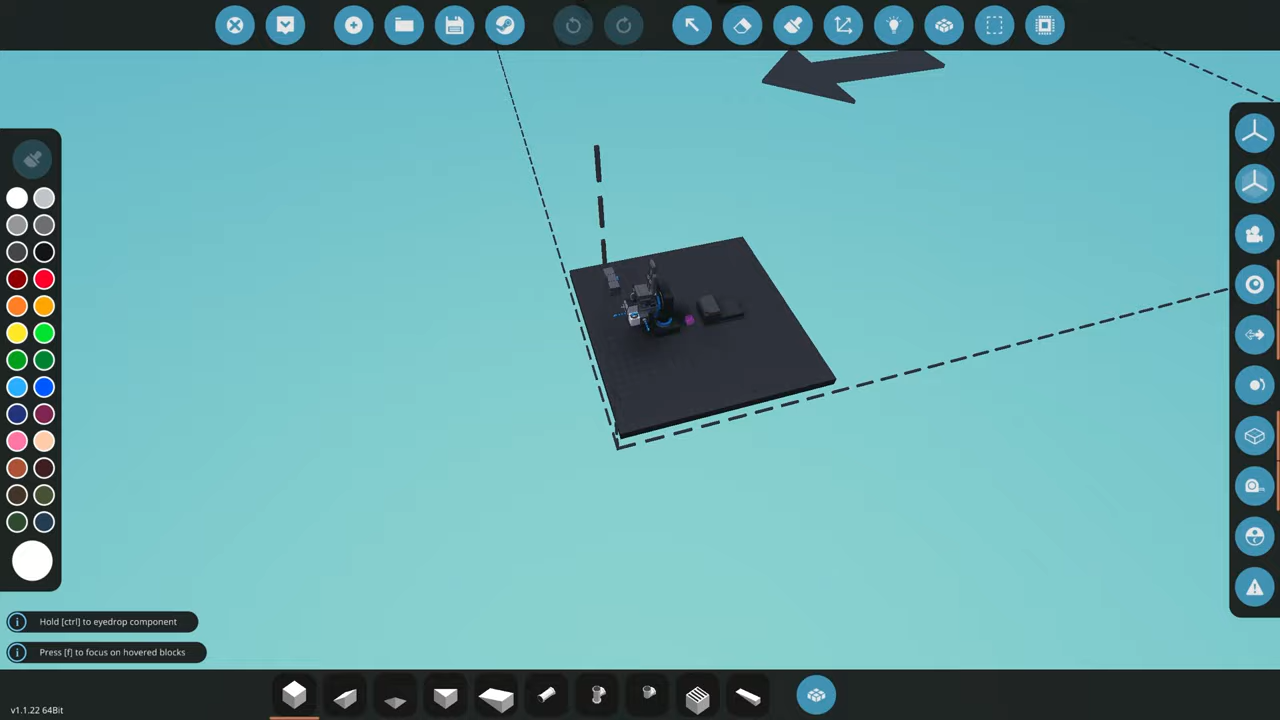 Hold [ctrl] to eyedrop component
Press [f] to focus on hovered blocks
v1.1.22 64Bit